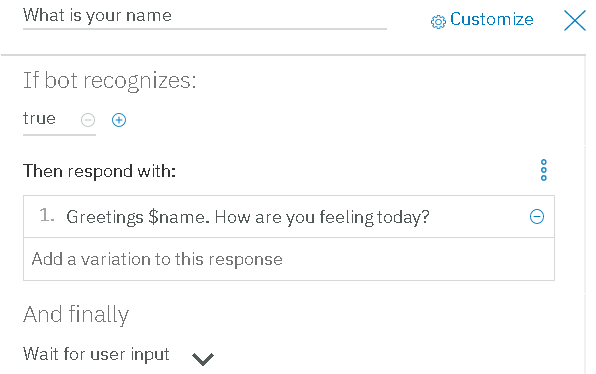 What is your name
Customize
If bot recognizes:
true
Then respond with:
1. Greetings $name. How are you feeling today?
Add a variation to this response
And finally
Wait for user input